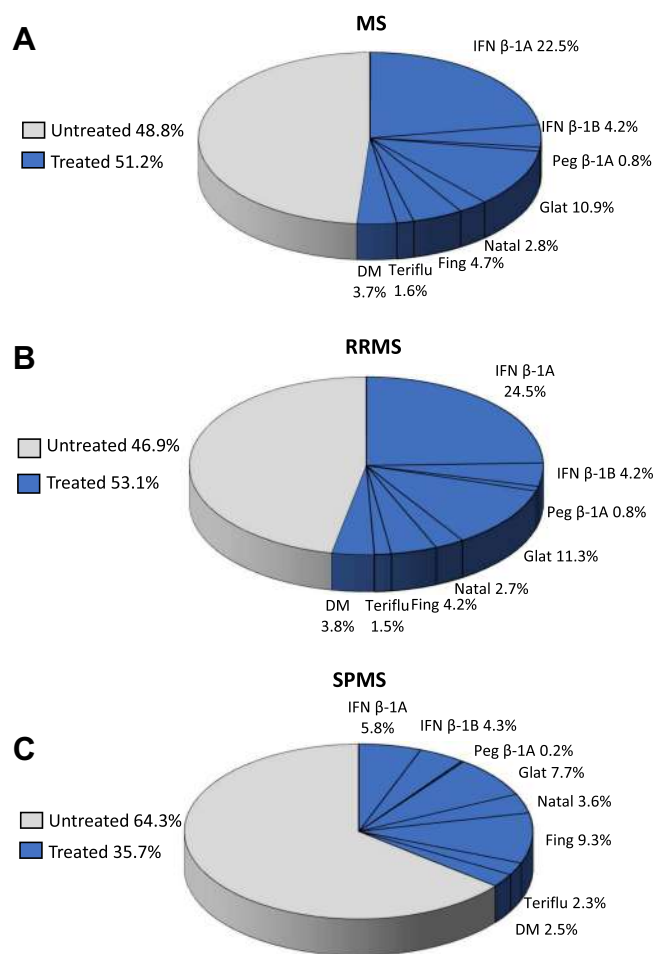 MS
A
IFN β-1A 22.5%
Untreated 48.8%
Treated 51.2%
IFN β-1B 4.2%
Peg β-1A 0.8%
Glat 10.9%
Natal 2.8%
Fing 4.7%
Teriflu
1.6%
DM
3.7%
RRMS
B
IFN β-1A
24.5%
Untreated 46.9%
Treated 53.1%
IFN β-1B 4.2%
Peg β-1A 0.8%
Glat 11.3%
Natal 2.7%
Fing 4.2%
Teriflu
1.5%
DM
3.8%
SPMS
C
IFN β-1A
5.8%
IFN β-1B 4.3%
Peg β-1A 0.2%
Glat 7.7%
Natal 3.6%
Untreated 64.3%
Treated 35.7%
Fing 9.3%
Teriflu 2.3%
DM 2.5%